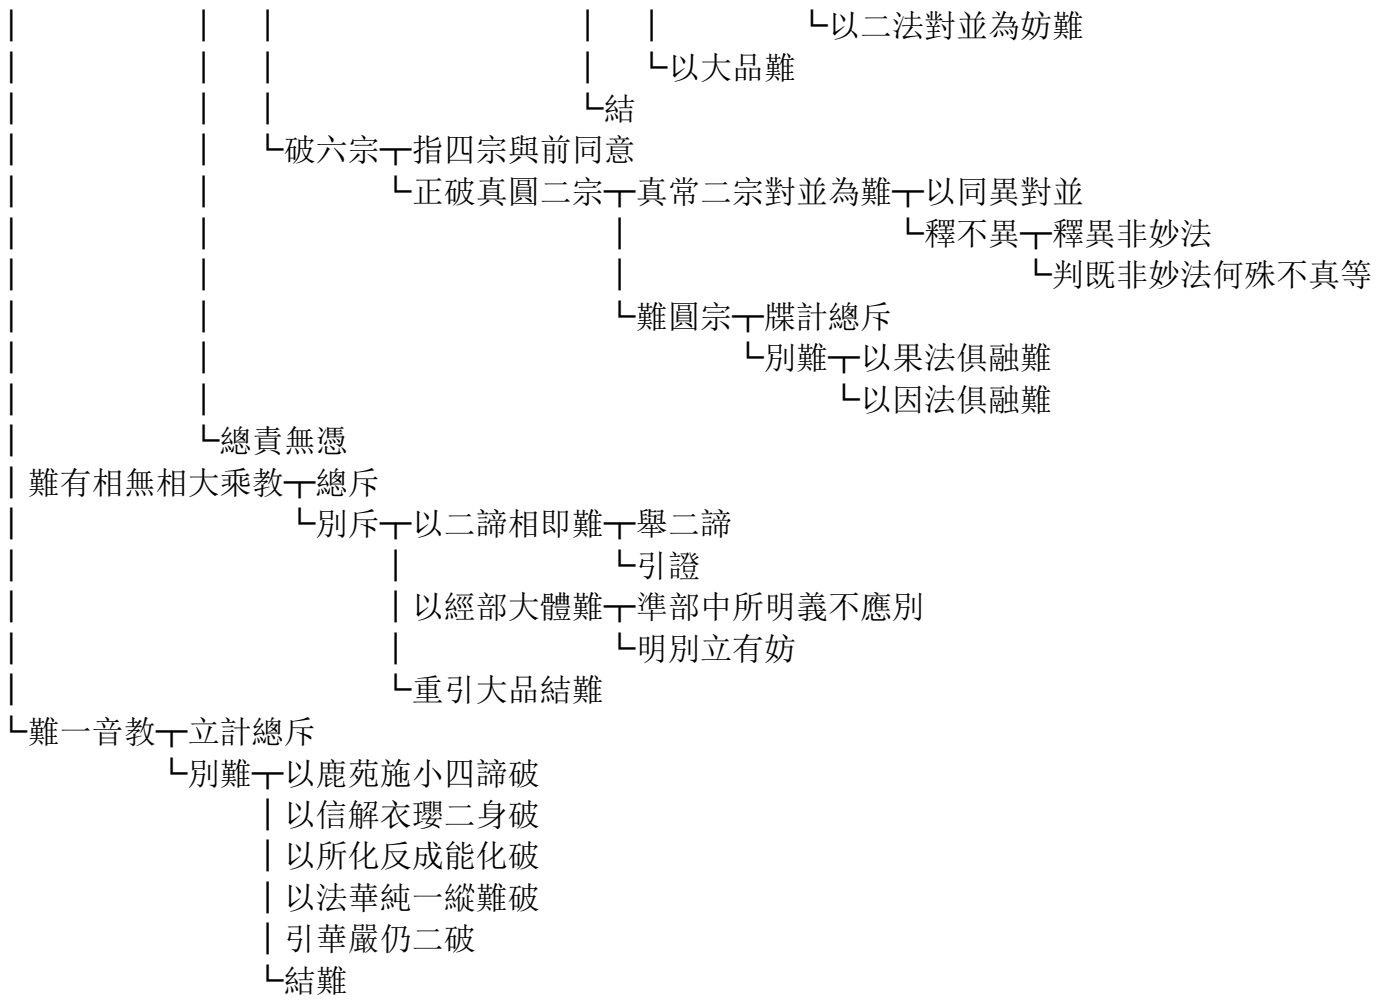 │　　　　　│　│　　　　　　　　　│　│　　　　└以二法對並為妨難
│　　　　　│　│　　　　　　　　　│　└以大品難
│　　　　　│　│　　　　　　　　　└結
│　　　　　│　└破六宗┬指四宗與前同意
│　　　　　│　　　　　└正破真圓二宗┬真常二宗對並為難┬以同異對並
│　　　　　│　　　　　　　　　　　　│　　　　　　　　└釋不異┬釋異非妙法
│　　　　　│　　　　　　　　　　　　│　　　　　　　　　　　　└判既非妙法何殊不真等
│　　　　　│　　　　　　　　　　　　└難圓宗┬牒計總斥
│　　　　　│　　　　　　　　　　　　　　　　└別難┬以果法俱融難
│　　　　　│　　　　　　　　　　　　　　　　　　　└以因法俱融難
│　　　　　└總責無憑
│難有相無相大乘教┬總斥
│　　　　　　　　└別斥┬以二諦相即難┬舉二諦
│　　　　　　　　　　　│　　　　　　└引證
│　　　　　　　　　　　│以經部大體難┬準部中所明義不應別
│　　　　　　　　　　　│　　　　　　└明別立有妨
│　　　　　　　　　　　└重引大品結難
└難一音教┬立計總斥
　　　　　└別難┬以鹿苑施小四諦破
　　　　　　　　│以信解衣瓔二身破
　　　　　　　　│以所化反成能化破
　　　　　　　　│以法華純一縱難破
　　　　　　　　│引華嚴仍二破
　　　　　　　　└結難